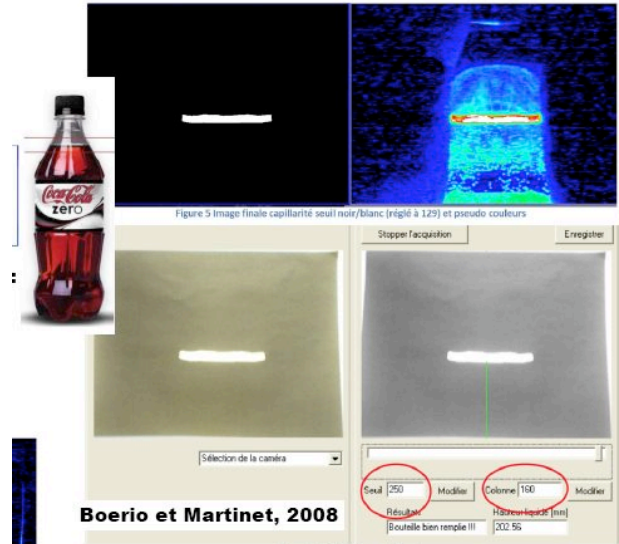 Coca-Cola
zero
Figure 5 Image finale capillarité seuil noir/blanc (réglé à 129) et pseudo couleurs
Stopper l'acquisition
Enregistrer
Sélection de la caméra
Seuil 250 Modifier Colonne 160 Modifier
Résultats Hauteur liquide [mm]
Bouteille bien remplie !!! 202.56
Boerio et Martinet, 2008